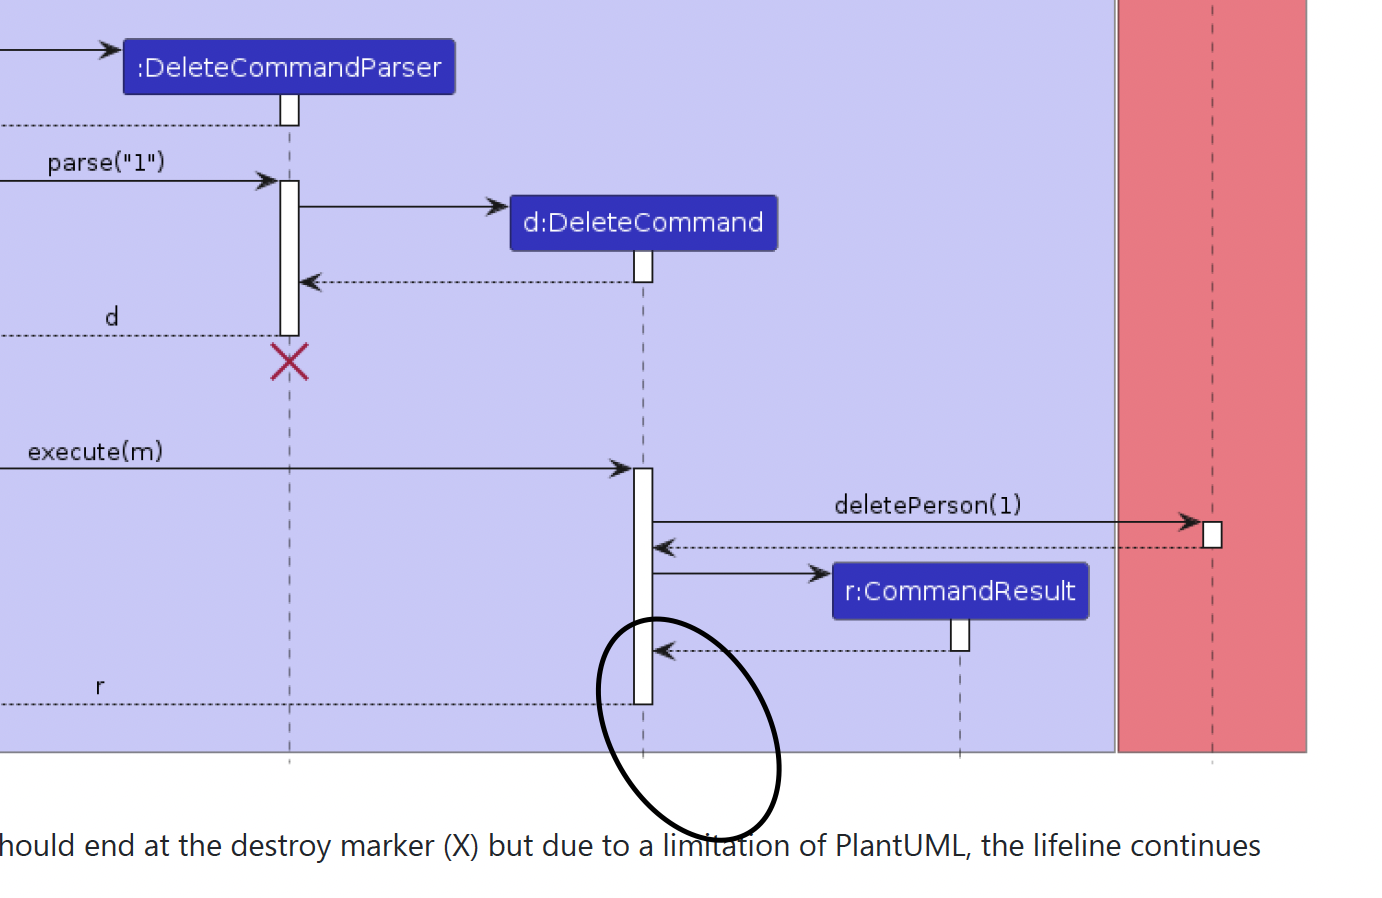 :DeleteCommandParser
parse("1")
d:DeleteCommand
d
execute(m)
deletePerson(1)
r:CommandResult
r
hould end at the destroy marker (X) but due to a limitation of PlantUML, the lifeline continues